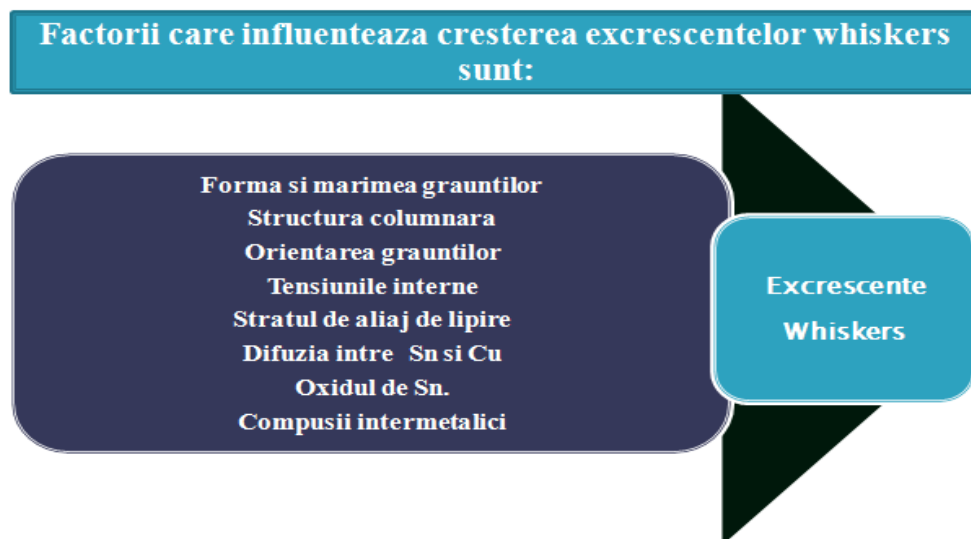 Factorii care influenteaza cresterea excrescentelor whiskers
sunt:
Forma si marimea grauntilor
Structura columnara
Orientarea grauntilor
Tensiunile interne
Stratul de aliaj de lipire
Difuzia intre Sn si Cu
Oxidul de Sn.
Compusii intermetalici
Excrescente
Whiskers